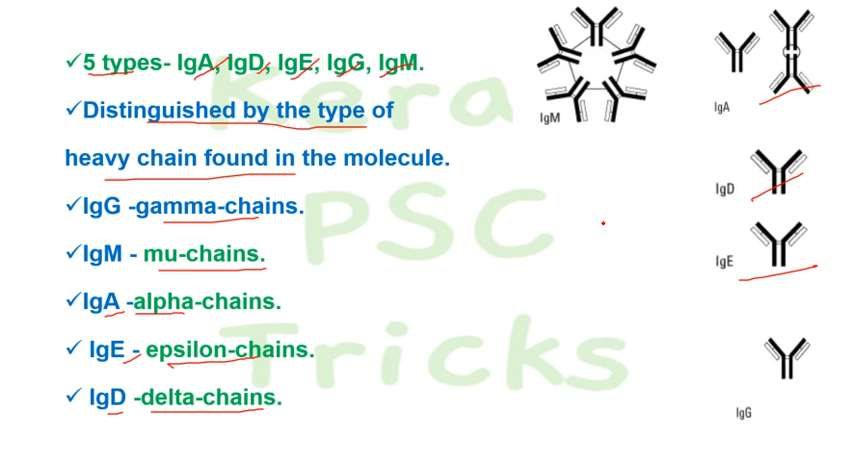 ✓5 types- IgA, IgD, IgE, IgG, IgM.
✓Distinguished by the type of
heavy chain found in the molecule.
✓IgG -gamma-chains.
✓IgM - mu-chains.
✓IgA -alpha-chains.
✓ IgE - epsilon-chains.
✓ IgD -delta-chains.
IgM
IgA
IgD
IgE
IgG
Kera
PSC
Tricks